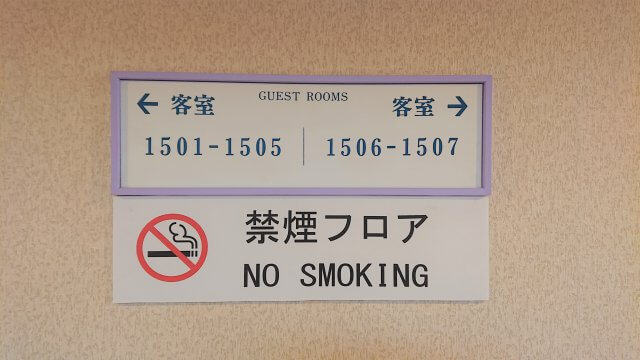 GUEST ROOMS
← 客室 客室 →
1501-1505 1506-1507
禁煙フロア
NO SMOKING